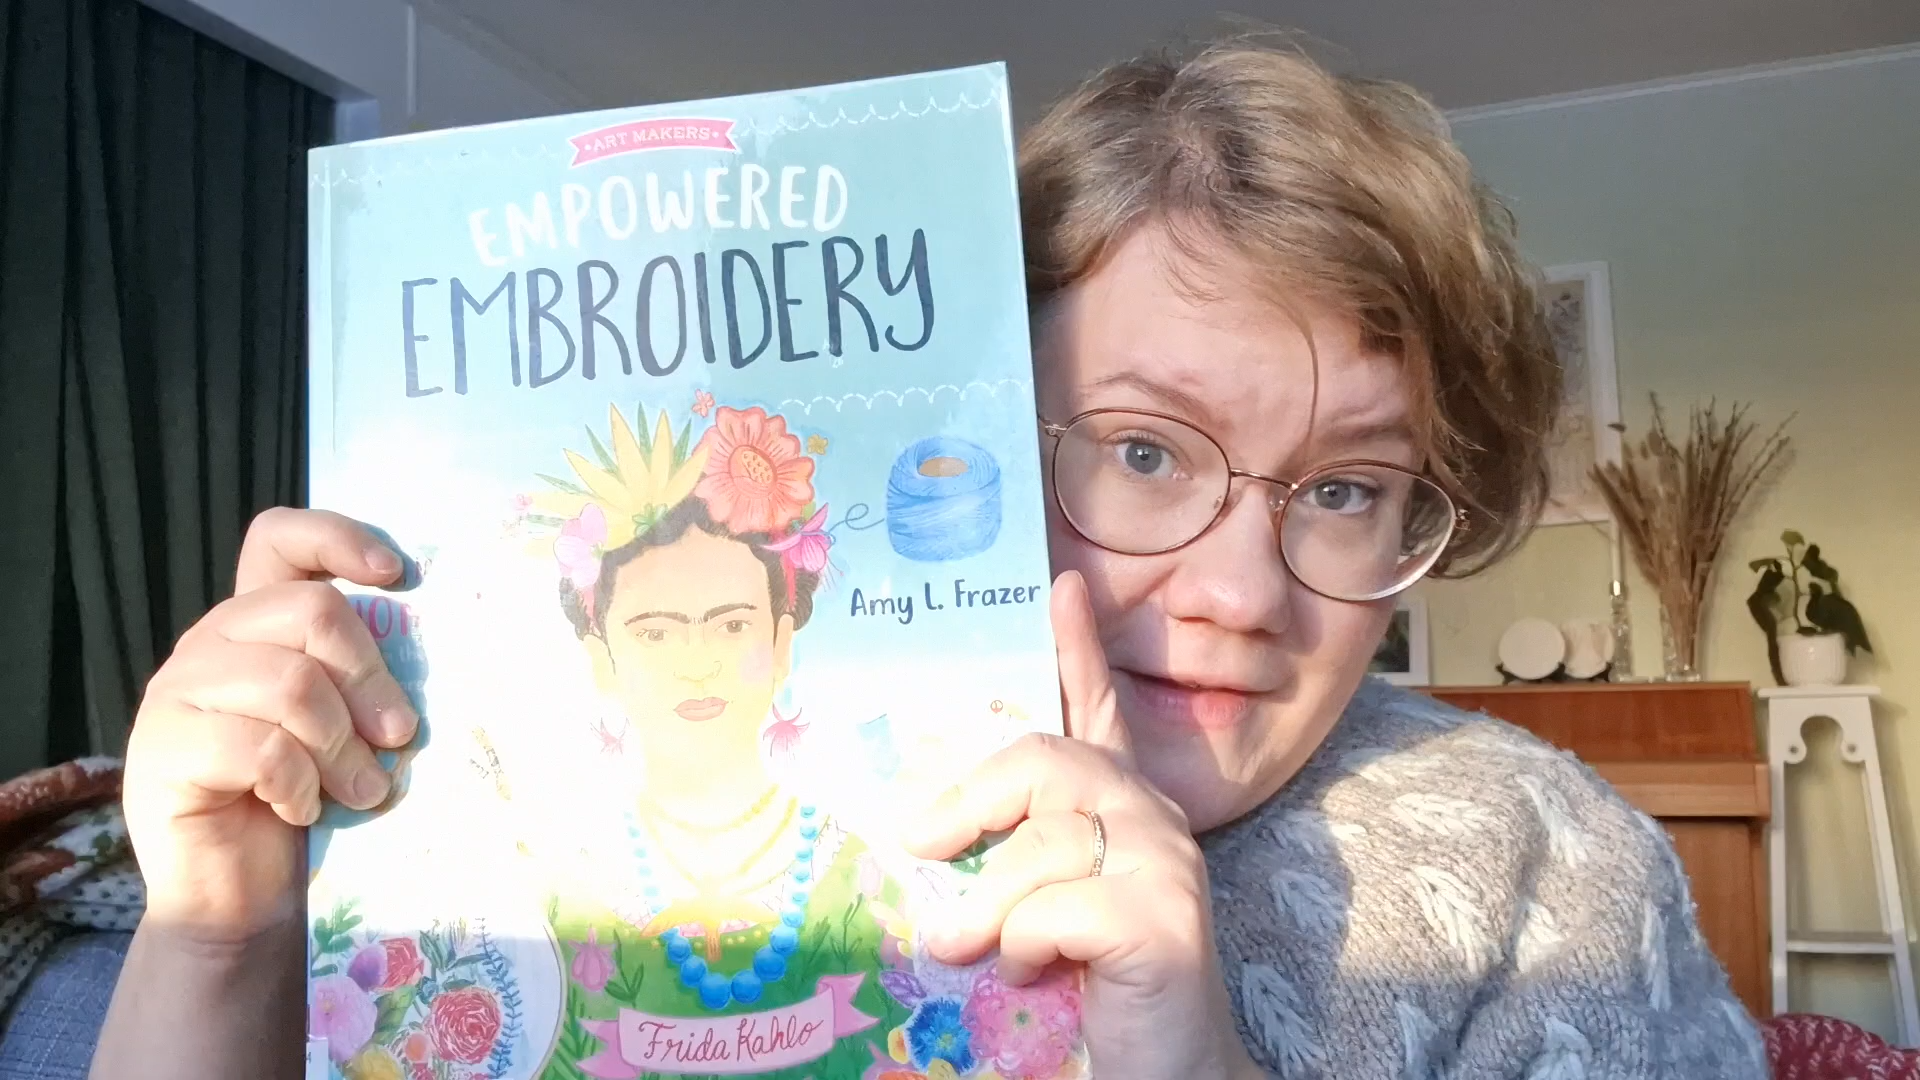 ART MAKERS
EMPOWERED
EMBROIDERY
Amy L. Frazer
Frida Kahlo